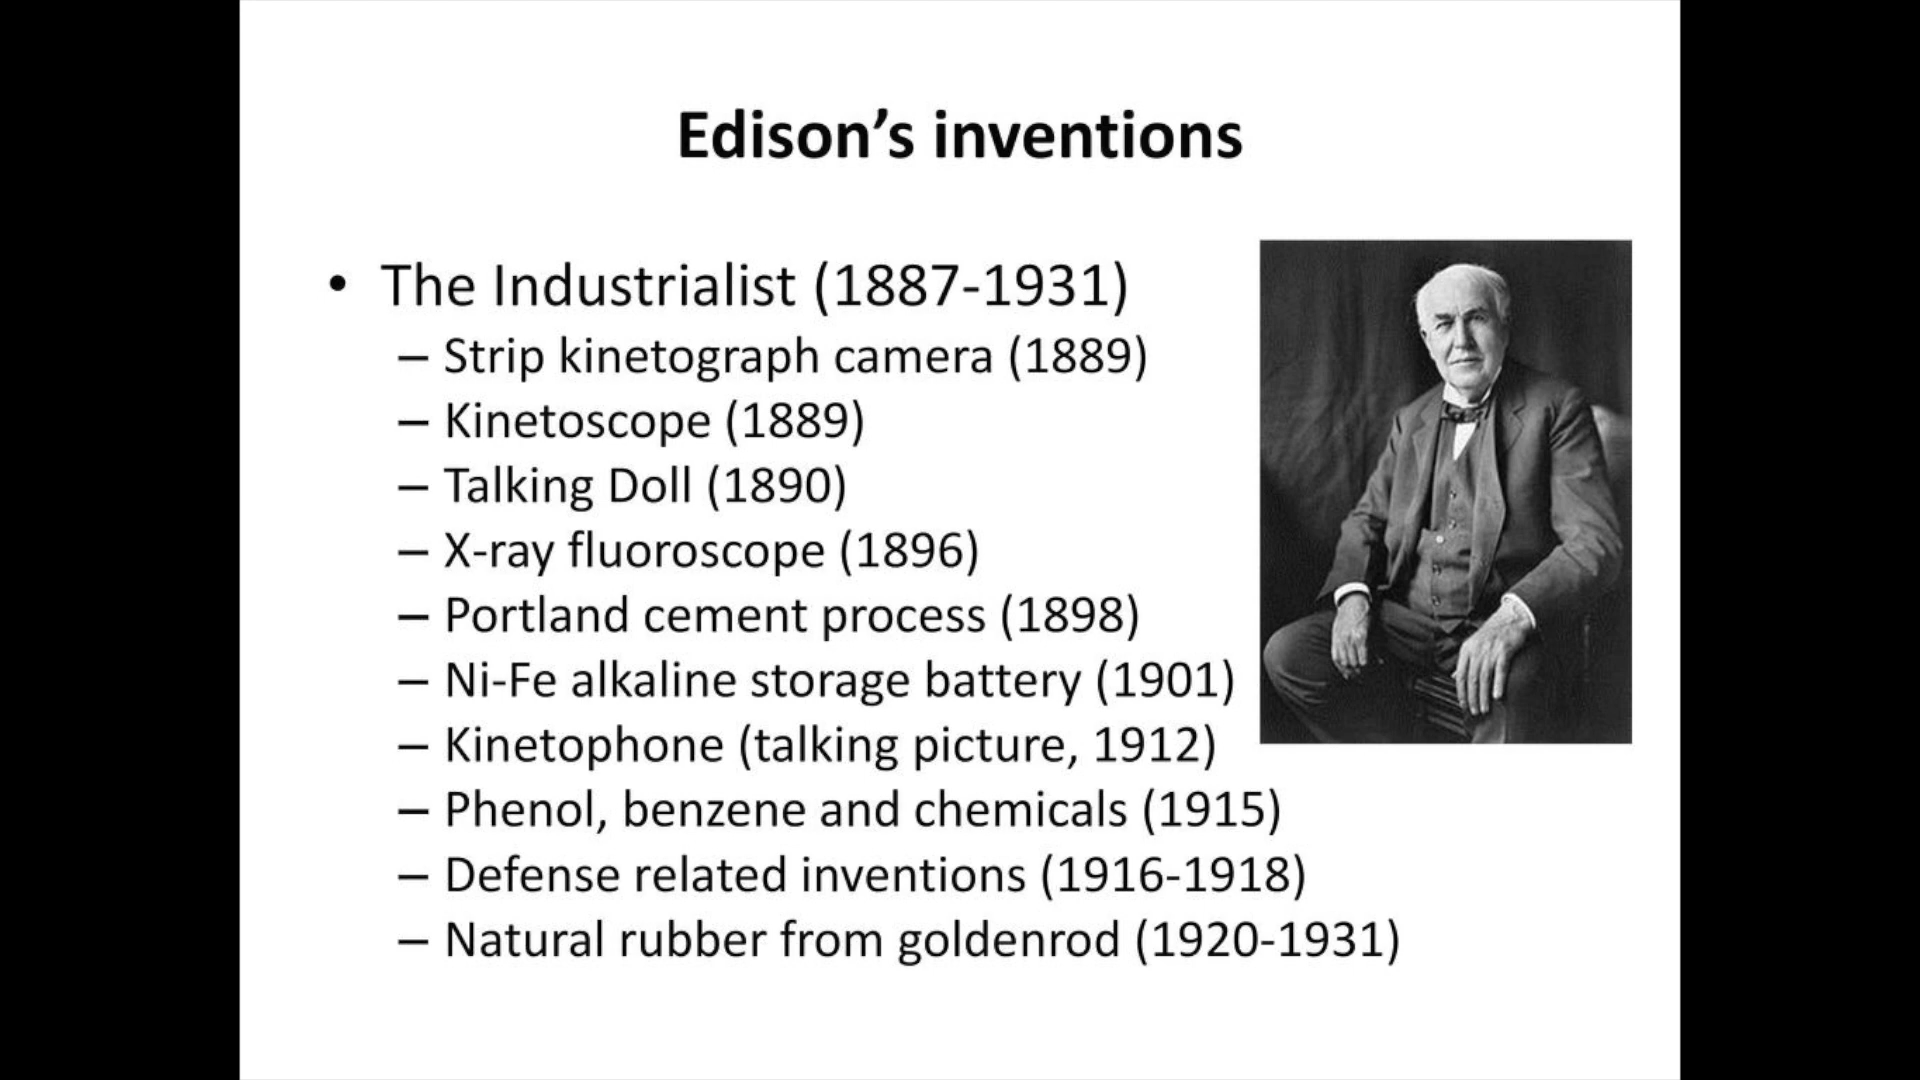 Edison’s inventions
• The Industrialist (1887-1931)
– Strip kinetograph camera (1889)
– Kinetoscope (1889)
– Talking Doll (1890)
– X-ray fluoroscope (1896)
– Portland cement process (1898)
– Ni-Fe alkaline storage battery (1901)
– Kinetophone (talking picture, 1912)
– Phenol, benzene and chemicals (1915)
– Defense related inventions (1916-1918)
– Natural rubber from goldenrod (1920-1931)